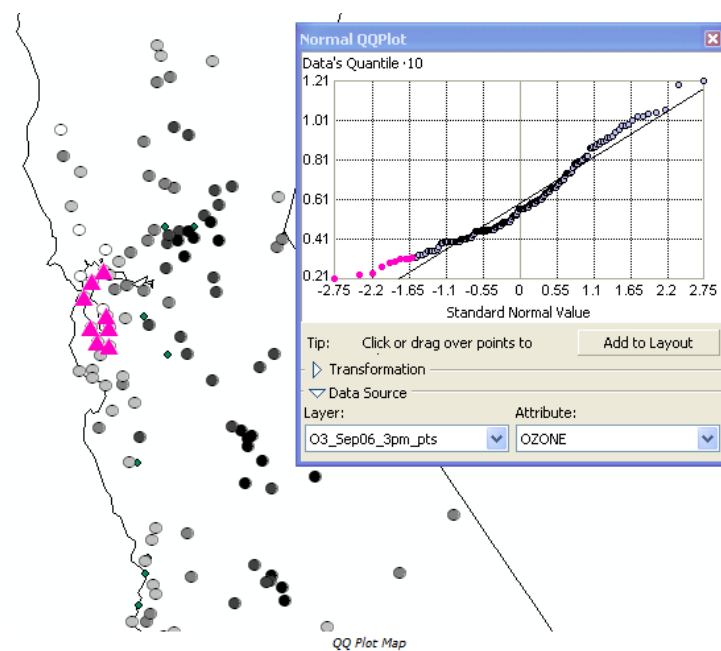 Normal QQPlot
Data's Quantile ·10
1.21
1.01
0.81
0.61
0.41
0.21
-2.75 -2.2 -1.65 -1.1 -0.55 0 0.55 1.1 1.65 2.2 2.75
Standard Normal Value
Tip: Click or drag over points to Add to Layout
Transformation
Data Source
Layer: Attribute:
O3_Sep06_3pm_pts OZONE
QQ Plot Map